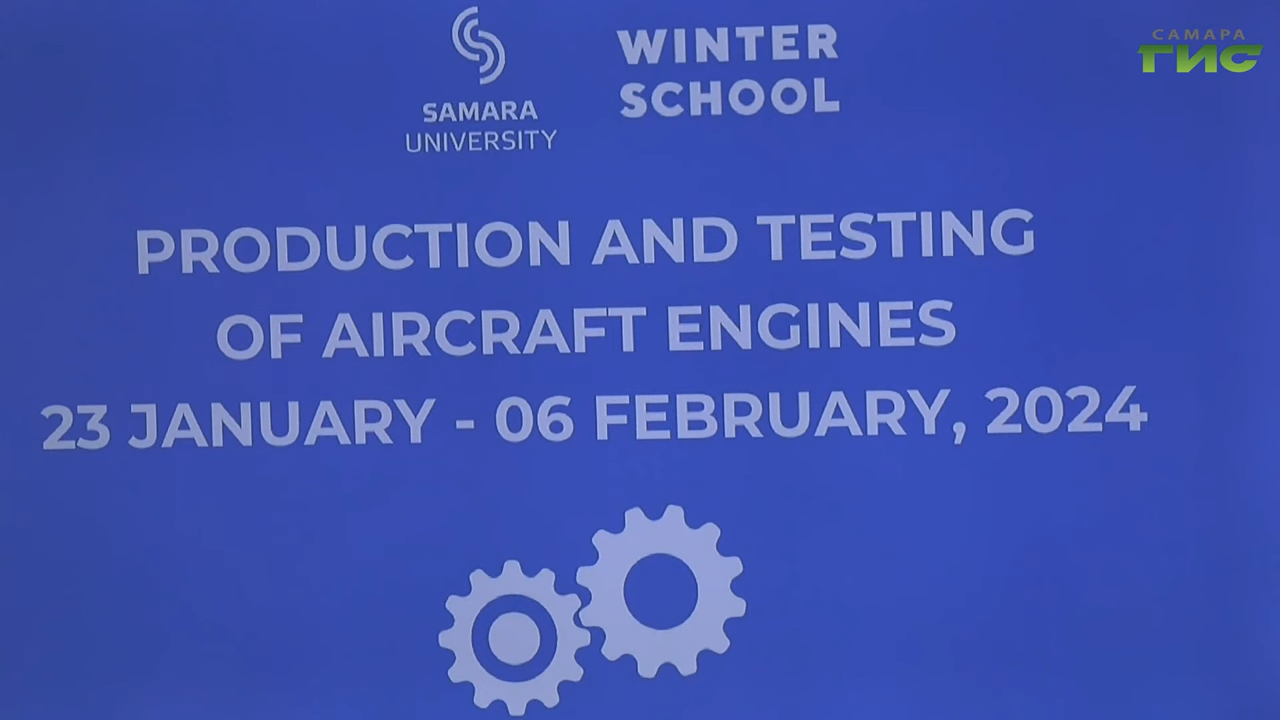 SAMARA
UNIVERSITY
WINTER
SCHOOL
САМАРА
ГИС
PRODUCTION AND TESTING
OF AIRCRAFT ENGINES
23 JANUARY - 06 FEBRUARY, 2024